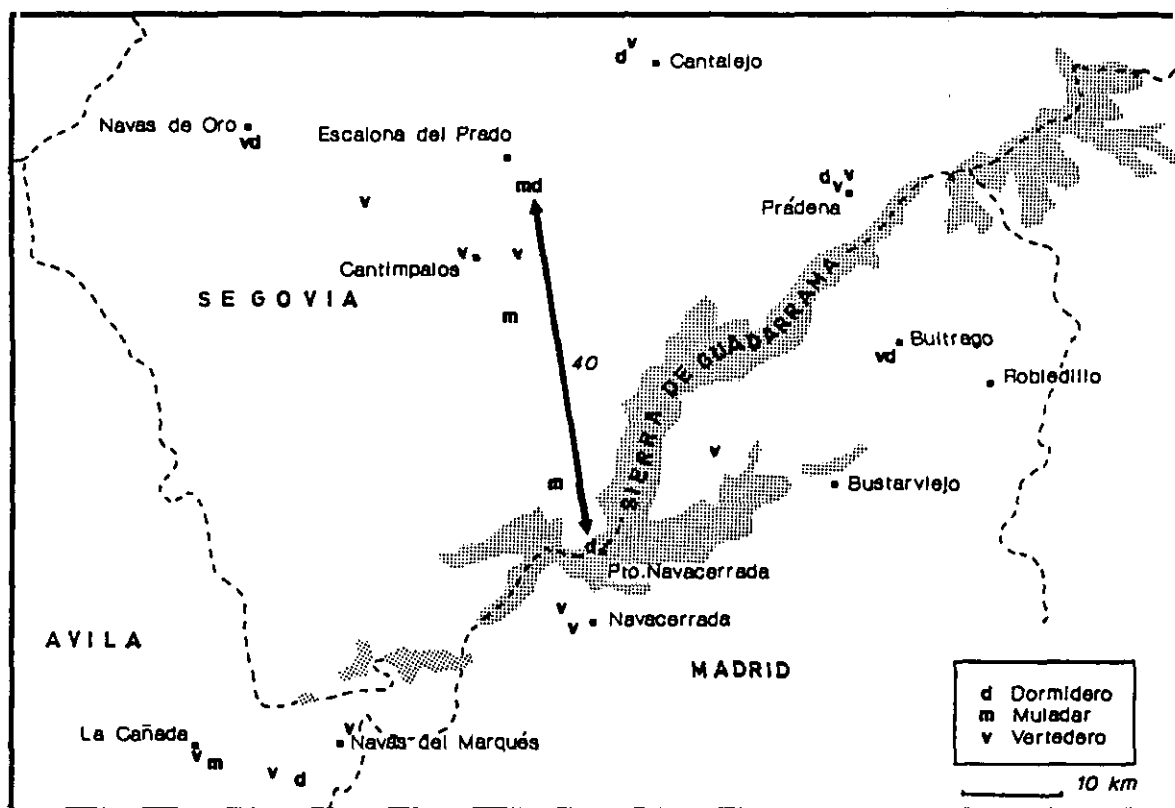 v
d
Cantalejo
Navas de Oro
vd
Escalona del Prado
md
d v
v
Prádena
v
v
Cantimpalos
v
SEGOVIA
m
SIERRA DE GUADARRAMA
40
vd
Buitrago
Robledillo
v
m
Bustarviejo
d
Pto.Navacerrada
v
v
Navacerrada
AVILA
MADRID
d Dormidero
m Muladar
v Vertedero
La Cañada
v m
v
Navas del Marqués
v d
10 km